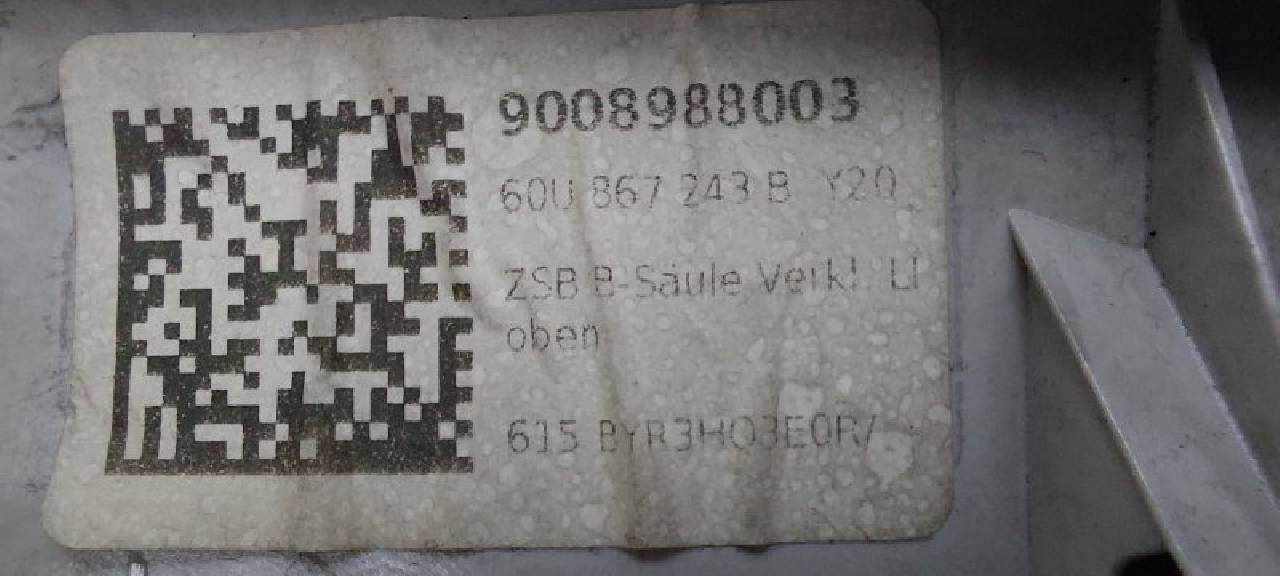 9008988003
60U 867 243 B Y20
ZSB B-Säule Verkl. LI
oben
615 BYR3HO3E0R/